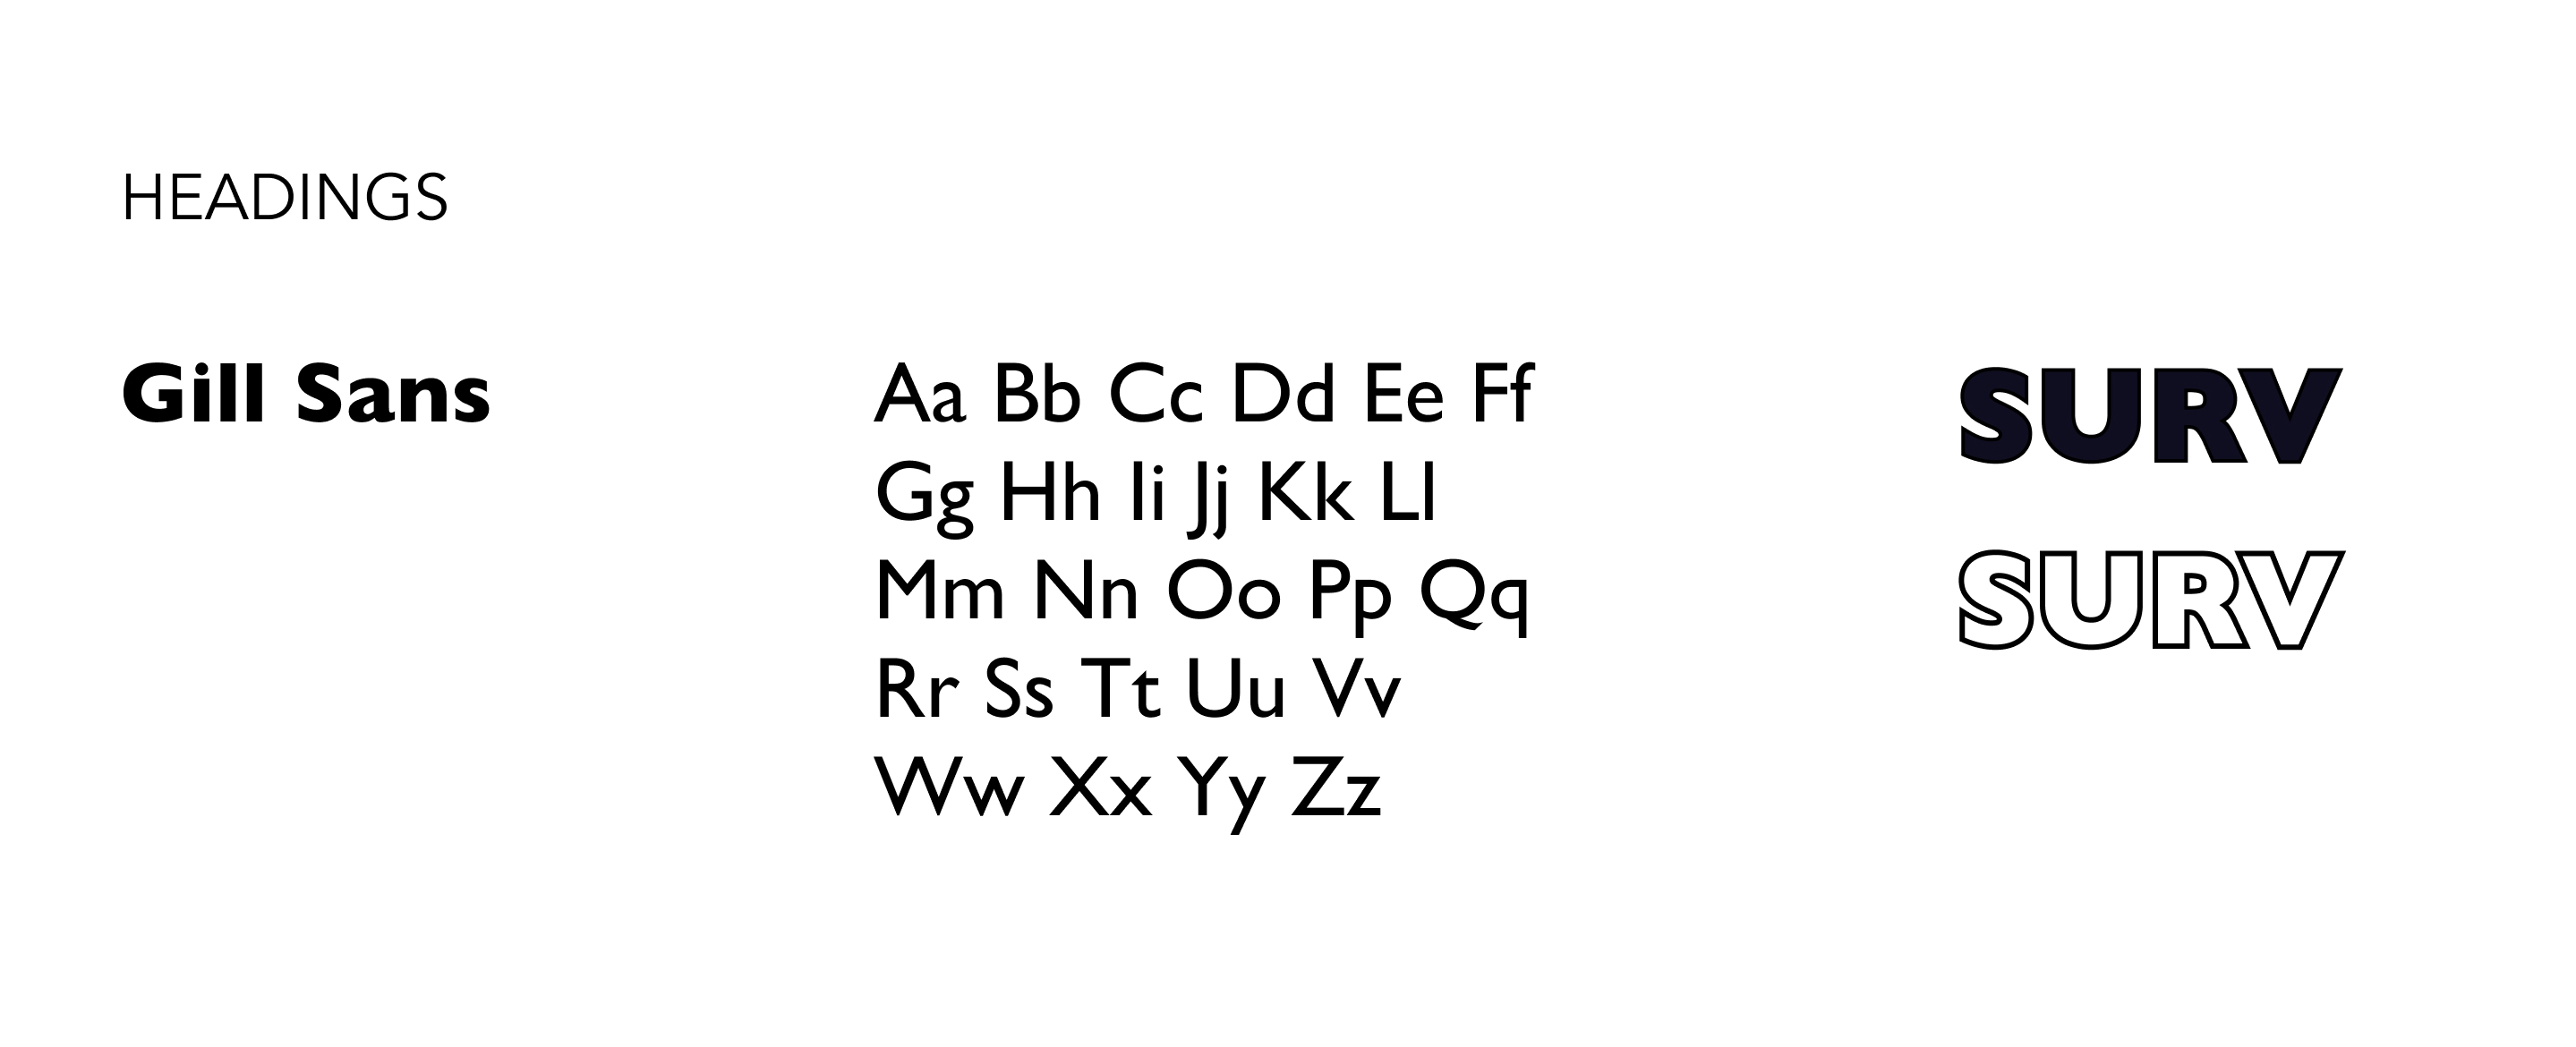 HEADINGS
Gill Sans
Aa Bb Cc Dd Ee Ff
Gg Hh Ii Jj Kk Ll
Mm Nn Oo Pp Qq
Rr Ss Tt Uu Vv
Ww Xx Yy Zz
SURV
SURV